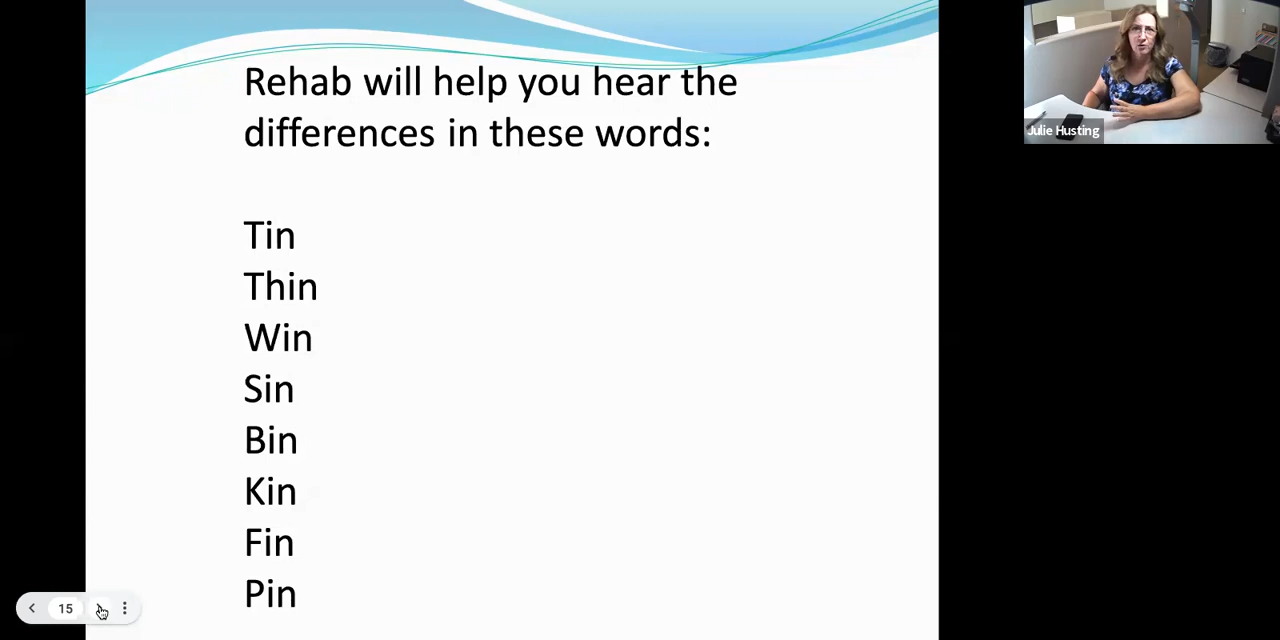 Rehab will help you hear the
differences in these words:
Tin
Thin
Win
Sin
Bin
Kin
Fin
Pin
Julie Husting
15